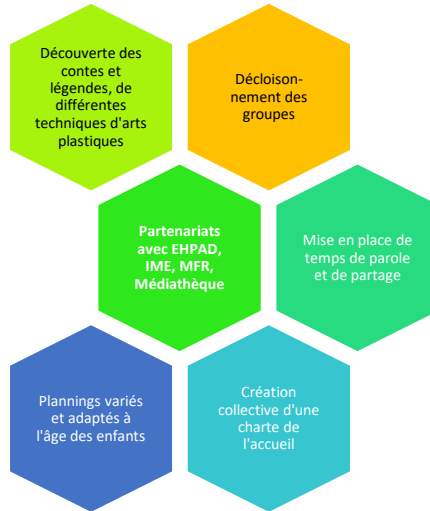 Découverte des
contes et
légendes, de
différentes
techniques d'arts
plastiques
Décloison-
nement des
groupes
Partenariats
avec EHPAD,
IME, MFR,
Médiathèque
Mise en place de
temps de parole
et de partage
Plannings variés
et adaptés à
l'âge des enfants
Création
collective d'une
charte de
l'accueil